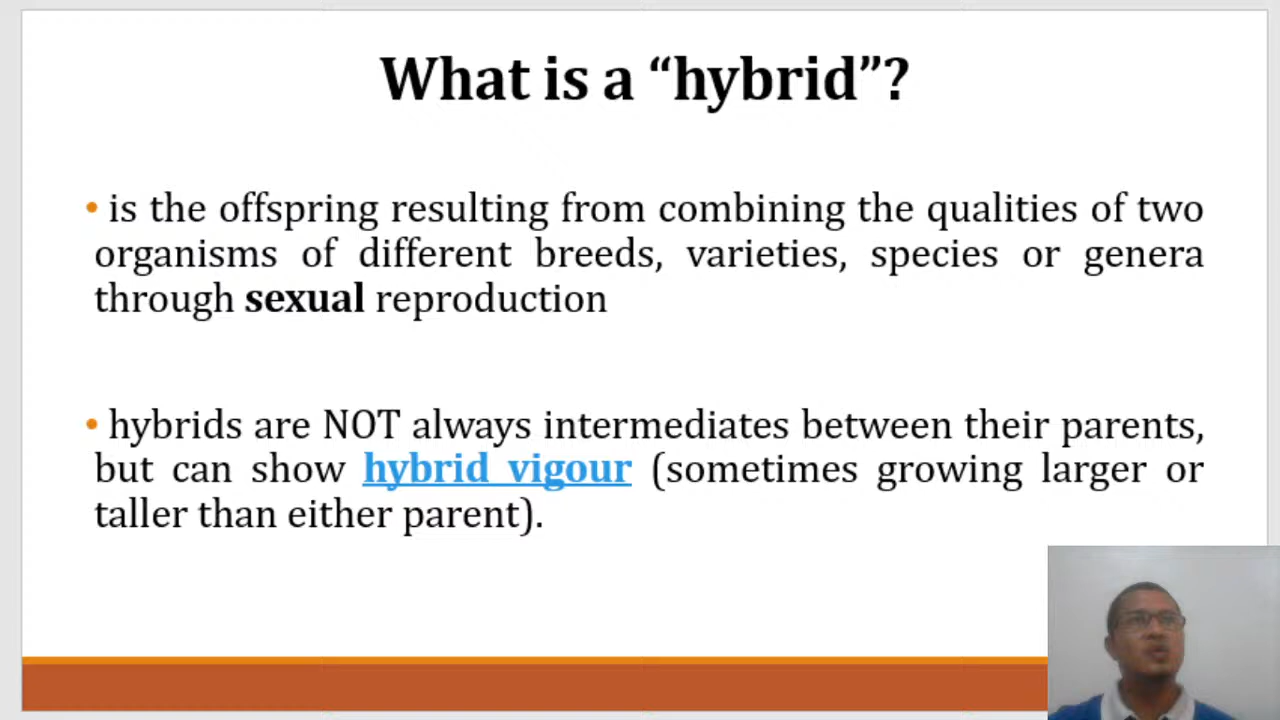 What is a “hybrid”?
• is the offspring resulting from combining the qualities of two
organisms of different breeds, varieties, species or genera
through sexual reproduction
• hybrids are NOT always intermediates between their parents,
but can show hybrid vigour (sometimes growing larger or
taller than either parent).